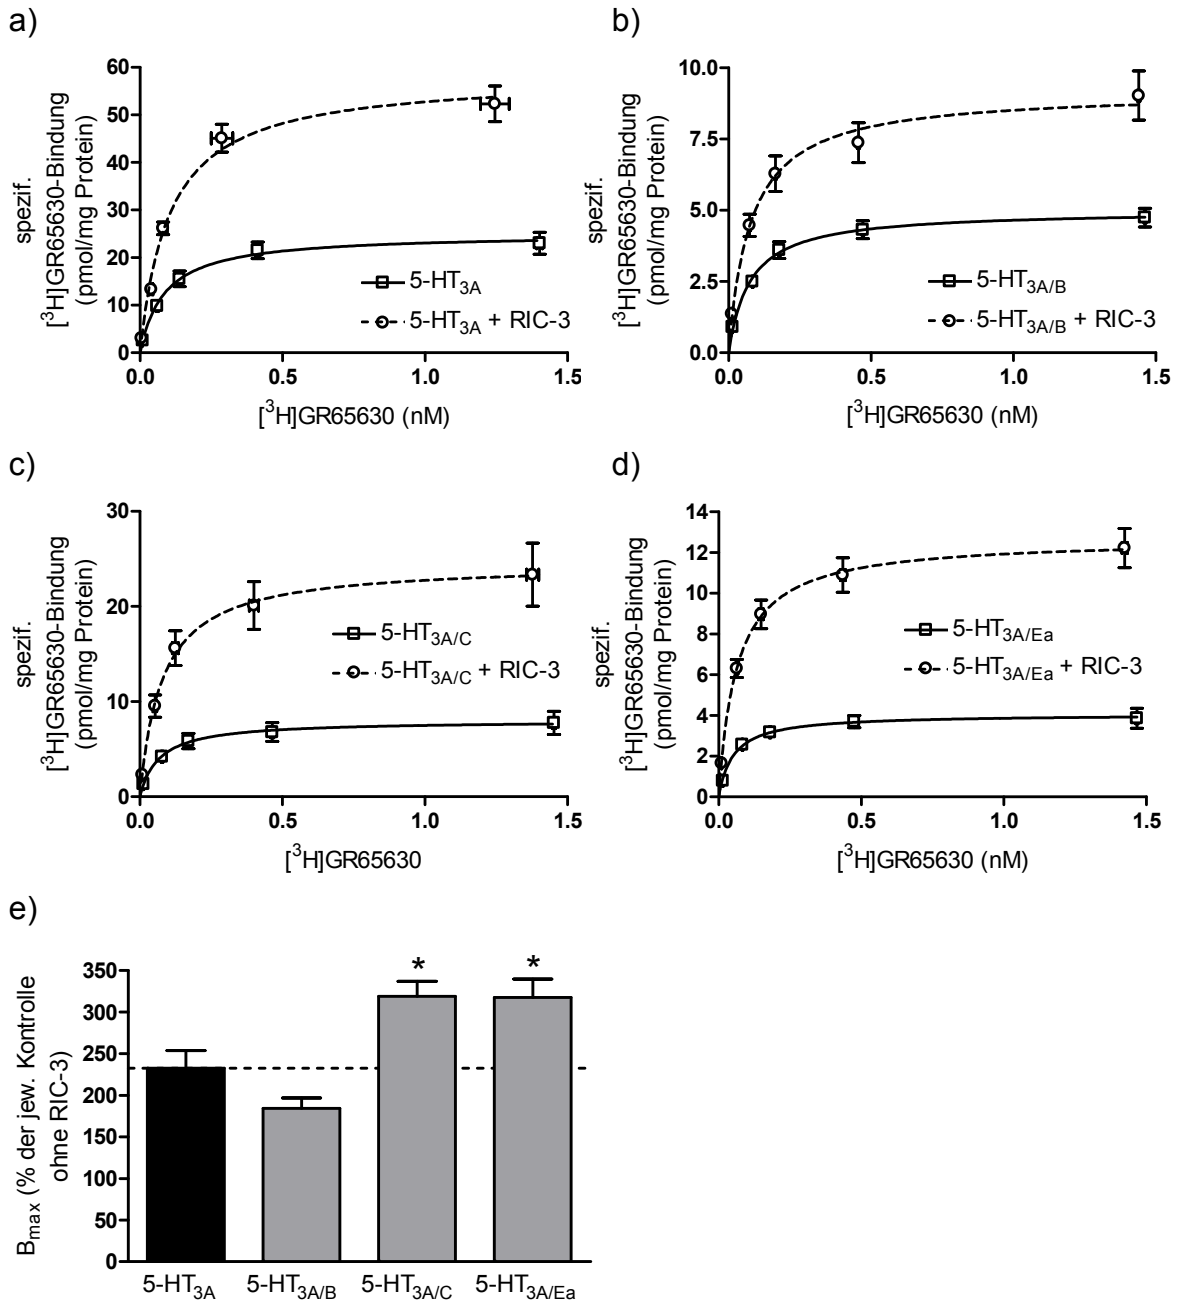 a)
spezif.
[³H]GR65630-Bindung
(pmol/mg Protein)
60
50
40
30
20
10
0
5-HT₃A
5-HT₃A + RIC-3
0.0
0.5
1.0
1.5
[³H]GR65630 (nM)
b)
spezif.
[³H]GR65630-Bindung
(pmol/mg Protein)
10.0
7.5
5.0
2.5
0.0
5-HT₃A/B
5-HT₃A/B + RIC-3
0.0
0.5
1.0
1.5
[³H]GR65630 (nM)
c)
spezif.
[³H]GR65630-Bindung
(pmol/mg Protein)
30
20
10
0
5-HT₃A/C
5-HT₃A/C + RIC-3
0.0
0.5
1.0
1.5
[³H]GR65630
d)
spezif.
[³H]GR65630-Bindung
(pmol/mg Protein)
14
12
10
8
6
4
2
0
5-HT₃A/Ea
5-HT₃A/Ea + RIC-3
0.0
0.5
1.0
1.5
[³H]GR65630 (nM)
e)
Bmax (% der jew. Kontrolle
ohne RIC-3)
350
300
250
200
150
100
50
0
* *
5-HT₃A 5-HT₃A/B 5-HT₃A/C 5-HT₃A/Ea